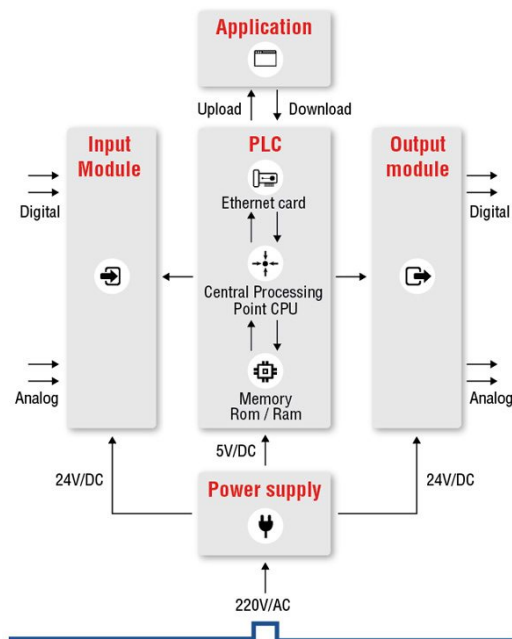 Application
Upload
Download
Input
Module
PLC
Output
module
Ethernet card
Digital
Digital
Central Processing
Point CPU
Analog
Memory
Rom / Ram
Analog
24V/DC
5V/DC
24V/DC
Power supply
220V/AC